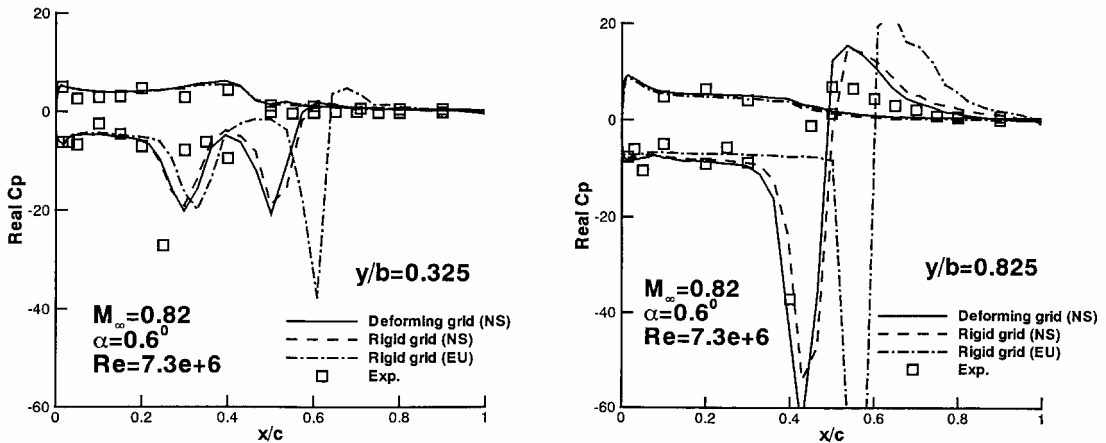 20
0
-20
-40
-60
Real Cp
0
0.2
0.4
0.6
0.8
1
x/c
y/b=0.325
M∞=0.82
α=0.6⁰
Re=7.3e+6
Deforming grid (NS)
Rigid grid (NS)
Rigid grid (EU)
Exp.
20
0
-20
-40
-60
Real Cp
0
0.2
0.4
0.6
0.8
1
x/c
y/b=0.825
M∞=0.82
α=0.6⁰
Re=7.3e+6
Deforming grid (NS)
Rigid grid (NS)
Rigid grid (EU)
Exp.